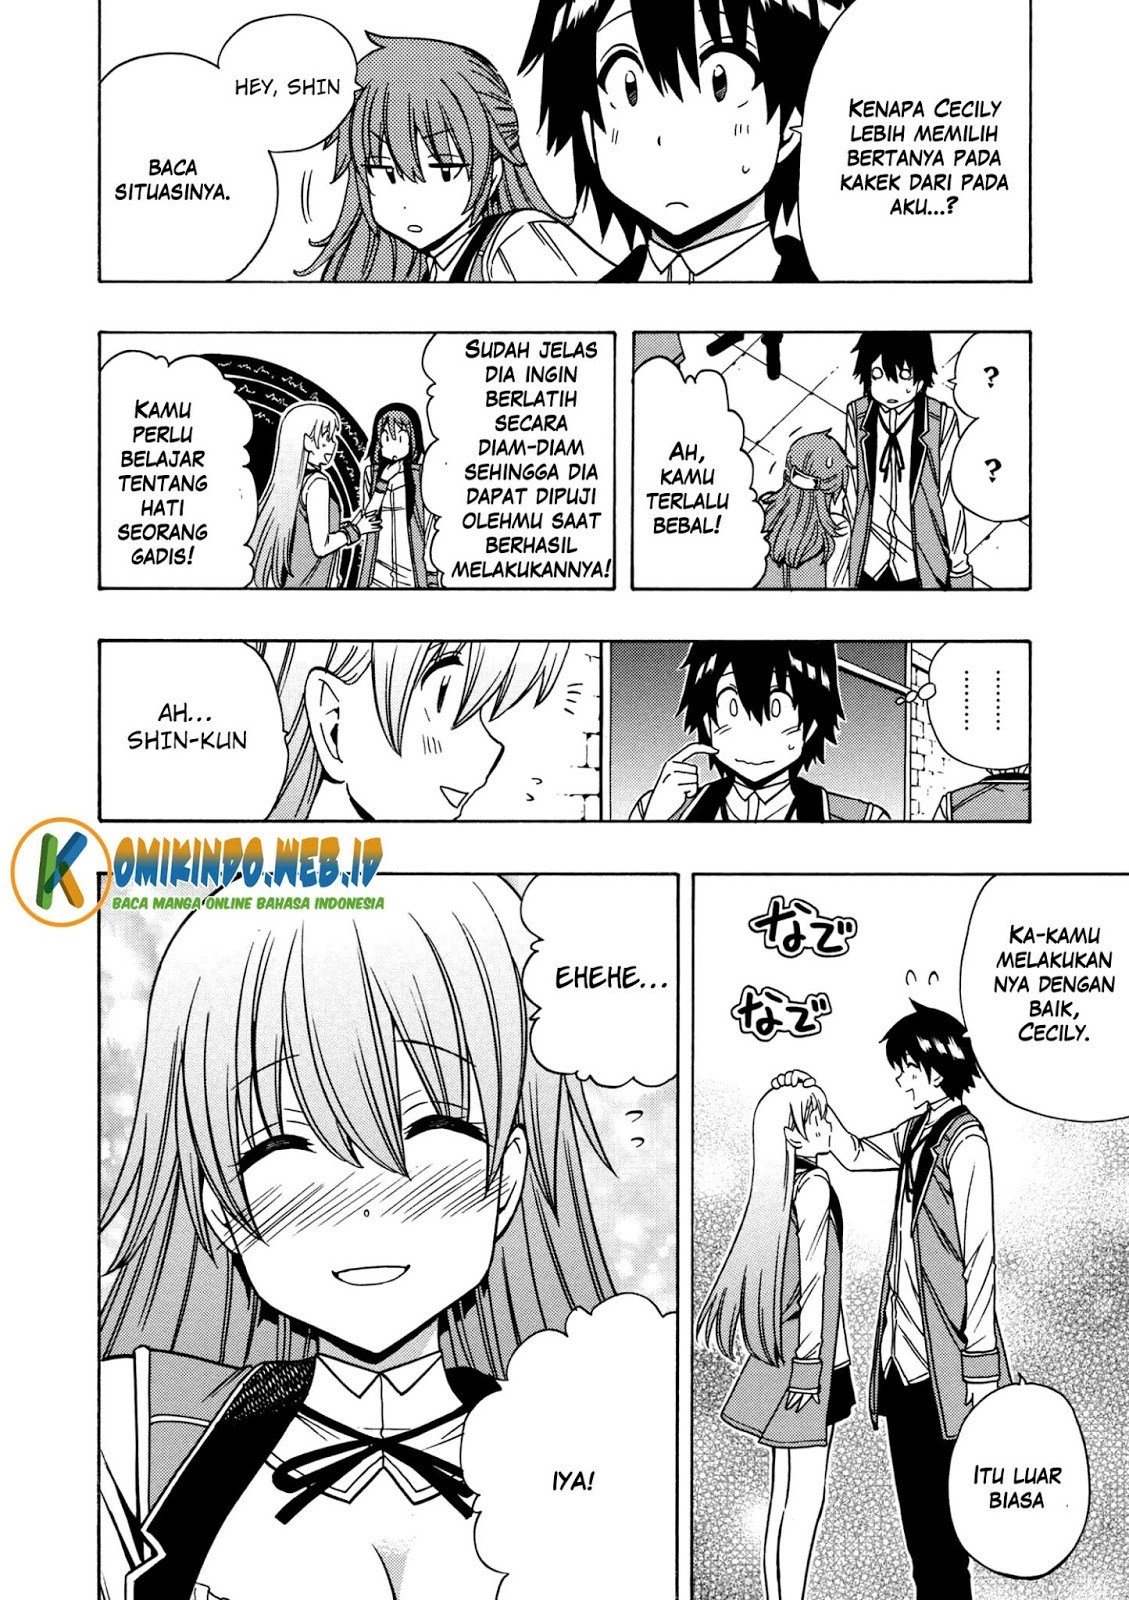 KENAPA CECILY
LEBIH MEMILIH
BERTANYA PADA
KAKEK DARI PADA
AKU...?
HEY, SHIN
BACA
SITUASINYA.
?
?
AH,
KAMU
TERLALU
BEBAL!
SUDAH JELAS
DIA INGIN
BERLATIH
SECARA
DIAM-DIAM
SEHINGGA DIA
DAPAT DIPUJI
OLEHMU SAAT
BERHASIL
MELAKUKANNYA!
KAMU
PERLU
BELAJAR
TENTANG
HATI
SEORANG
GADIS!
......
......
AH...
SHIN-KUN
KOMIKINDO.WEB.ID
BACA MANGA ONLINE BAHASA INDONESIA
KA-KAMU
MELAKUKAN
NYA DENGAN
BAIK,
CECILY.
なで
なで
ITU LUAR
BIASA
EHEHE...
IYA!